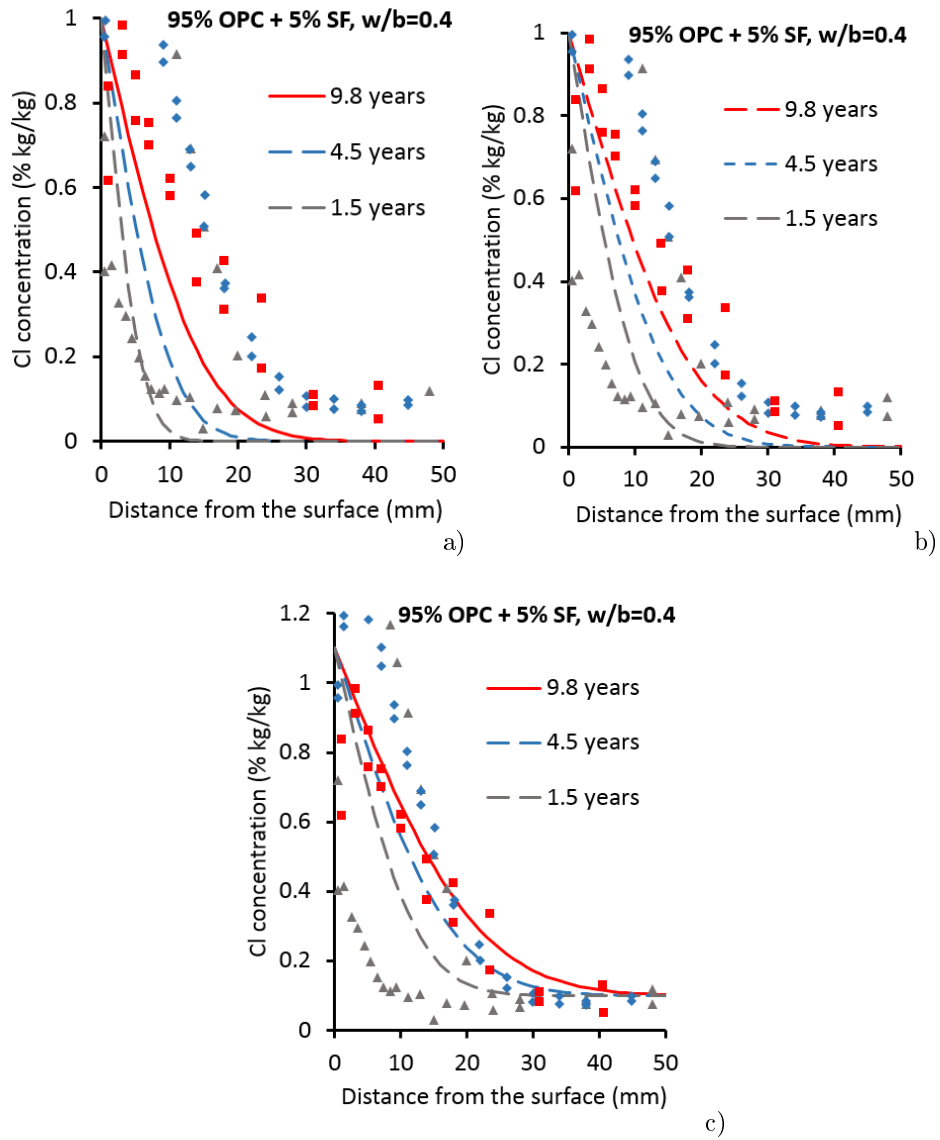 95% OPC + 5% SF, w/b=0.4
Cl concentration (% kg/kg)
1
0.8
0.6
0.4
0.2
0
9.8 years
4.5 years
1.5 years
0 10 20 30 40 50
Distance from the surface (mm)
a)
95% OPC + 5% SF, w/b=0.4
Cl concentration (% kg/kg)
1
0.8
0.6
0.4
0.2
0
9.8 years
4.5 years
1.5 years
0 10 20 30 40 50
Distance from the surface (mm)
b)
95% OPC + 5% SF, w/b=0.4
Cl concentration (% kg/kg)
1.2
1
0.8
0.6
0.4
0.2
0
9.8 years
4.5 years
1.5 years
0 10 20 30 40 50
Distance from the surface (mm)
c)